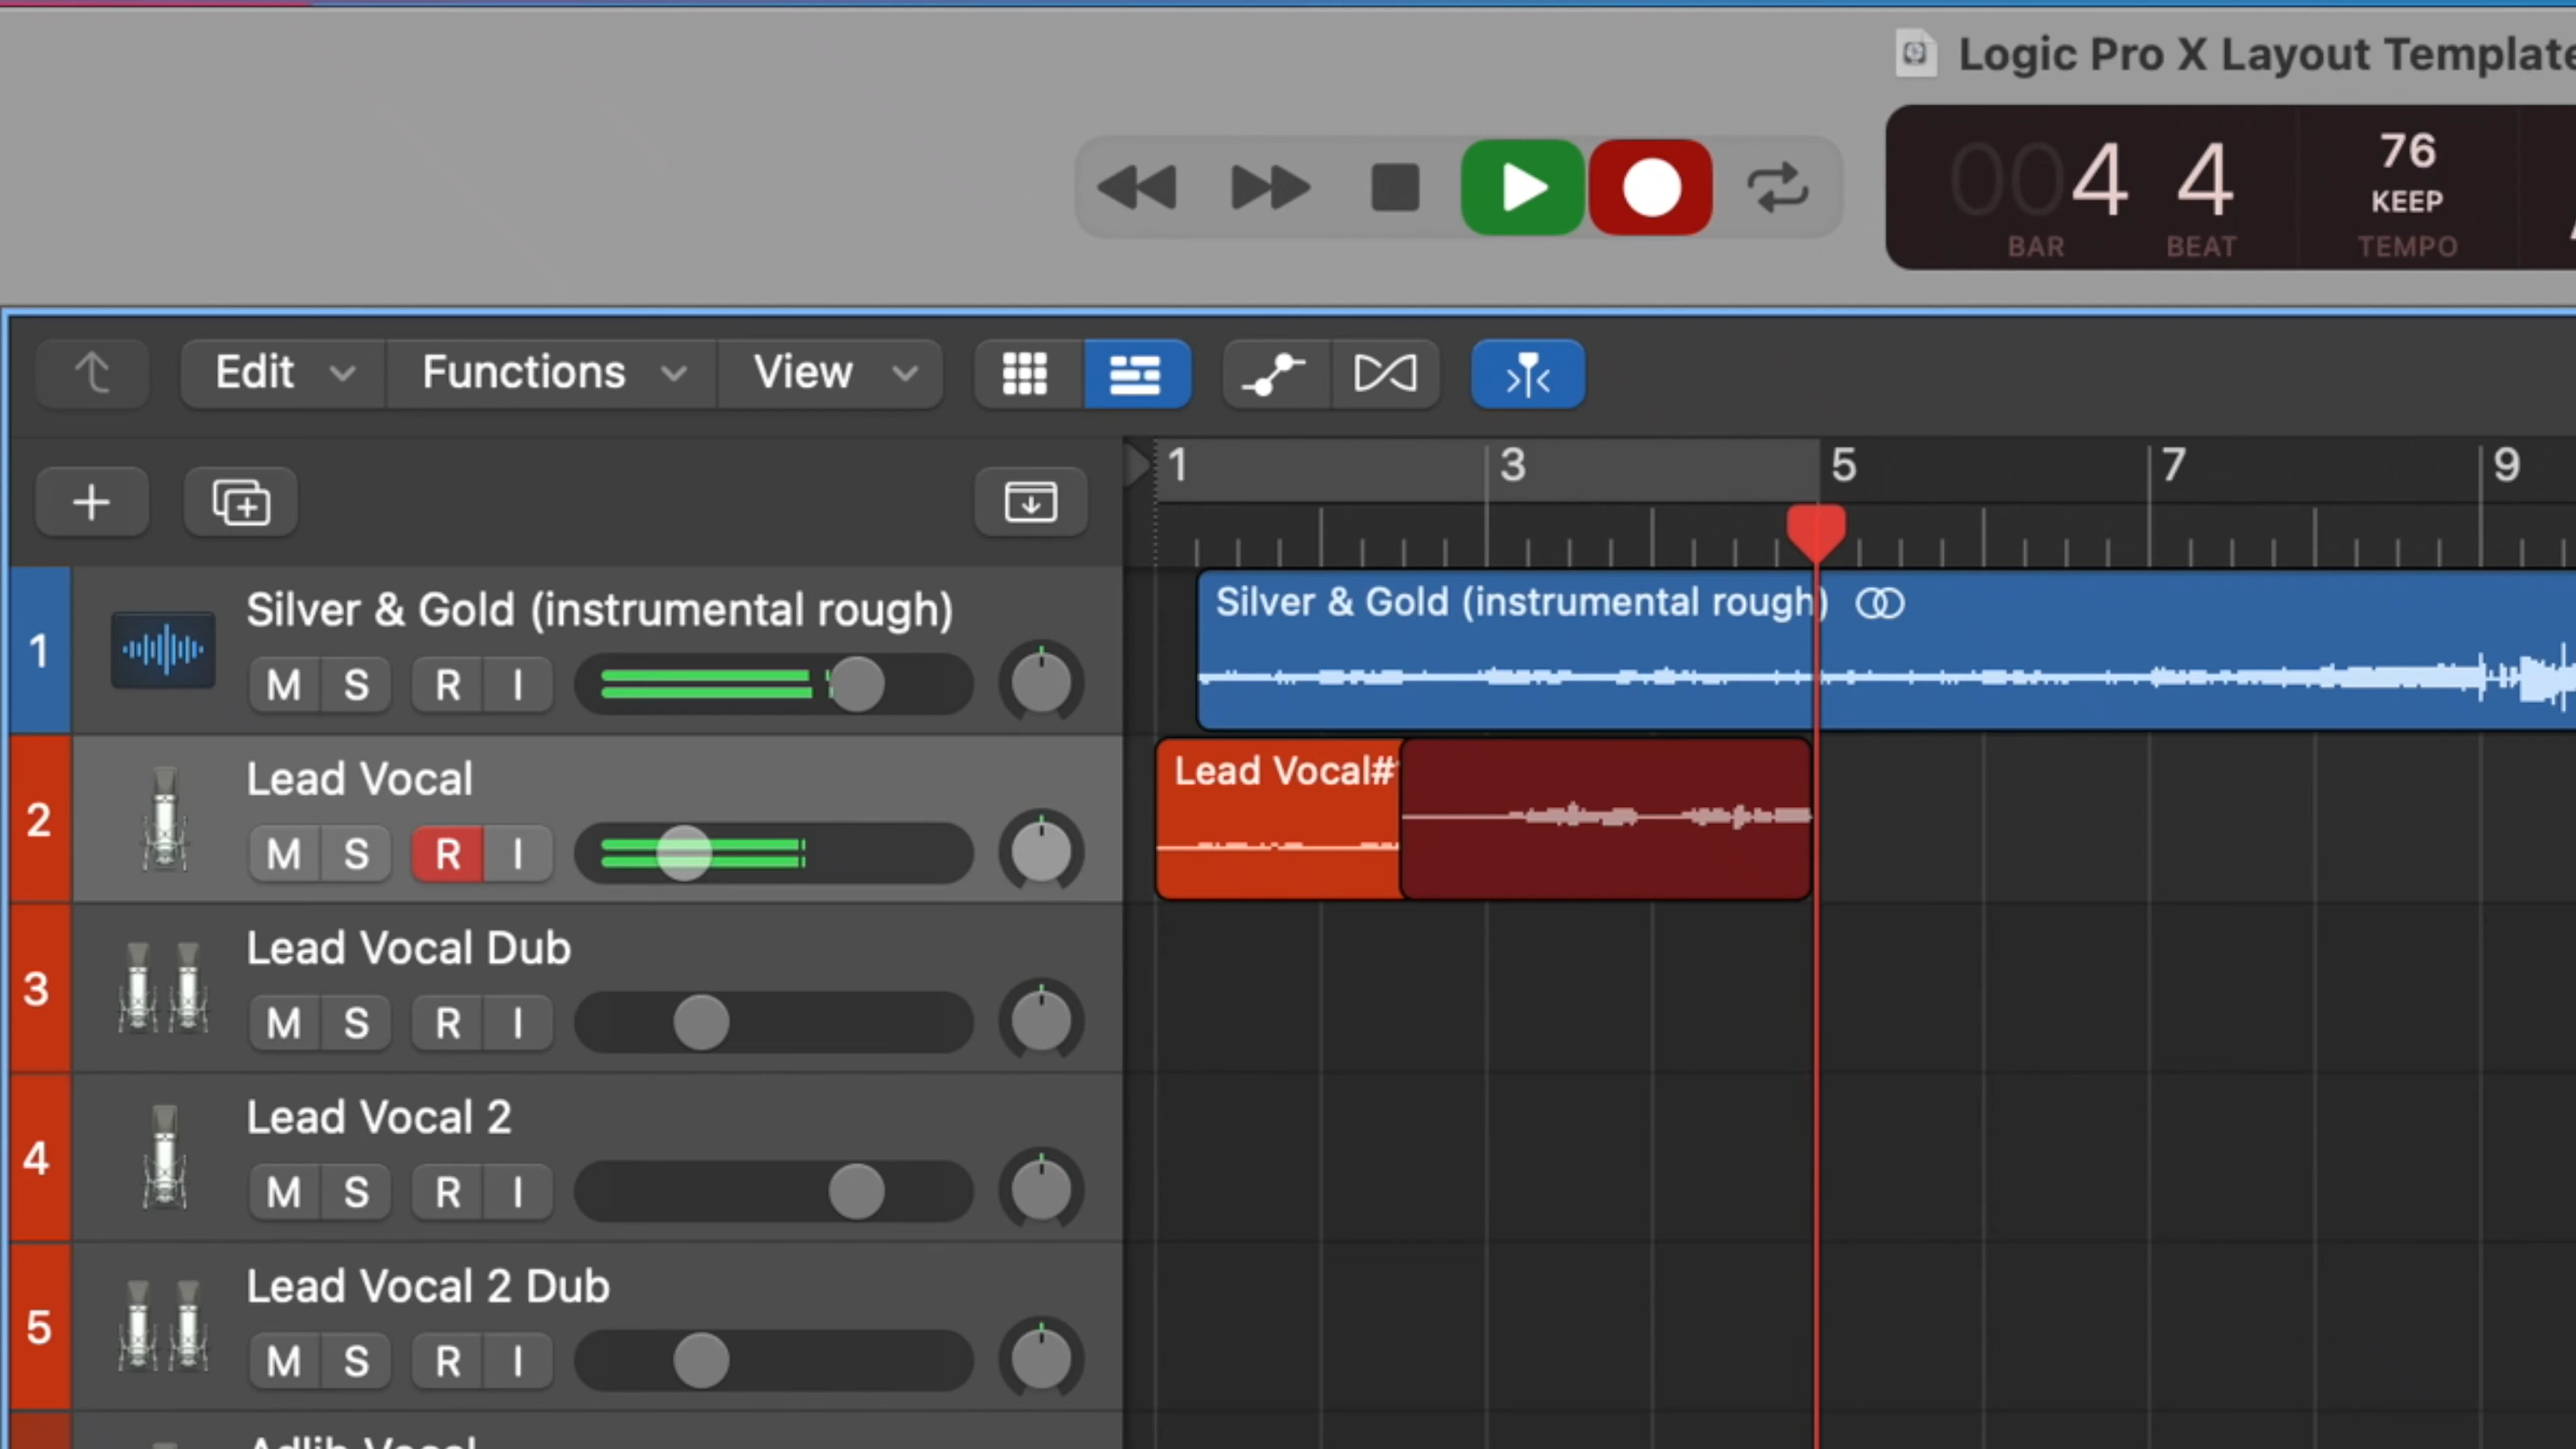 Logic Pro X Layout Template
004 4 76
KEEP
BAR BEAT TEMPO
Edit Functions View
1 3 5 7 9
1 Silver & Gold (instrumental rough)
M S R I
Silver & Gold (instrumental rough)
2 Lead Vocal
M S R I
Lead Vocal#
3 Lead Vocal Dub
M S R I
4 Lead Vocal 2
M S R I
5 Lead Vocal 2 Dub
M S R I
Adlib Vocal